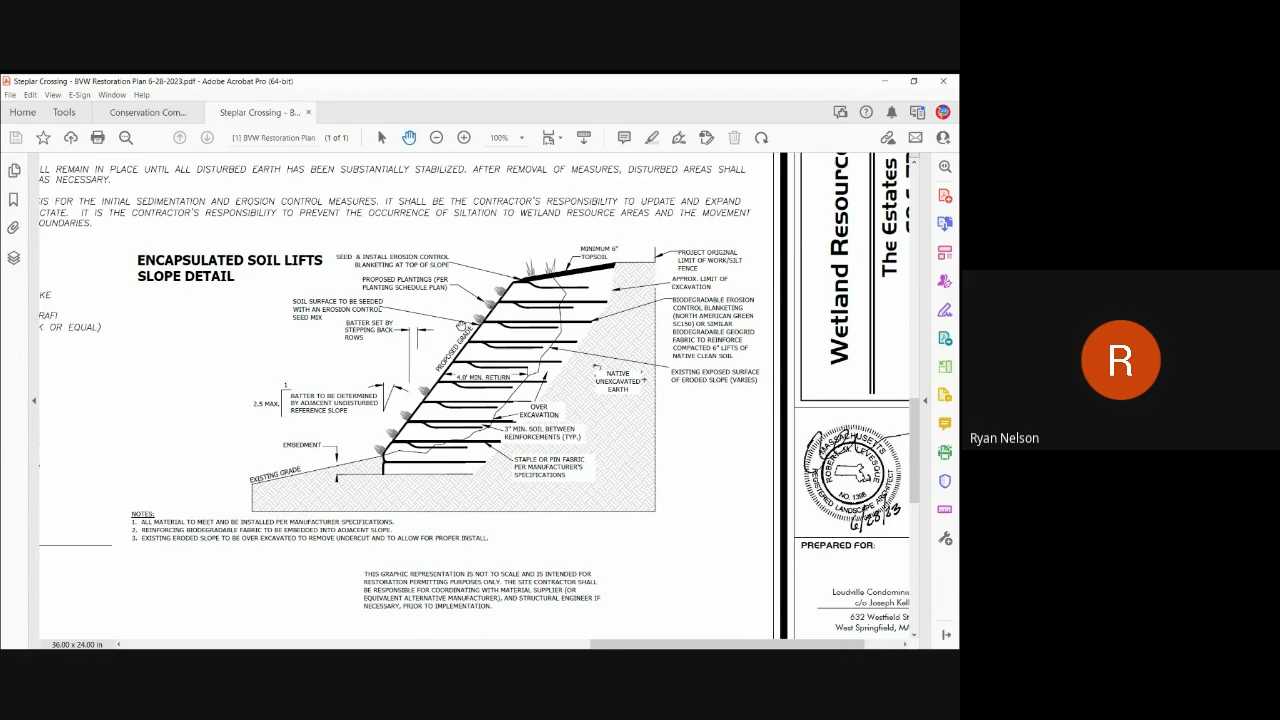 Steplar Crossing - BVW Restoration Plan 6-28-2023.pdf - Adobe Acrobat Pro (64-bit)
File Edit View E-Sign Window Help
Home Tools Conservation Com... Steplar Crossing - B... ×
[1] BVW Restoration Plan (1 of 1) 100%
LL REMAIN IN PLACE UNTIL ALL DISTURBED EARTH HAS BEEN SUBSTANTIALLY STABILIZED. AFTER REMOVAL OF MEASURES, DISTURBED AREAS SHALL
AS NECESSARY.
IS FOR THE INITIAL SEDIMENTATION AND EROSION CONTROL MEASURES. IT SHALL BE THE CONTRACTOR'S RESPONSIBILITY TO UPDATE AND EXPAND
CTATE. IT IS THE CONTRACTOR'S RESPONSIBILITY TO PREVENT THE OCCURRENCE OF SILTATION TO WETLAND RESOURCE AREAS AND THE MOVEMENT
OUNDARIES.
ENCAPSULATED SOIL LIFTS
SLOPE DETAIL
KE
RAFI
K OR EQUAL)
SEED & INSTALL EROSION CONTROL
BLANKETING AT TOP OF SLOPE
MINIMUM 6"
TOPSOIL
PROJECT ORIGINAL
LIMIT OF WORK/SILT
FENCE
PROPOSED PLANTINGS (PER
PLANTING SCHEDULE PLAN)
APPROX. LIMIT OF
EXCAVATION
SOIL SURFACE TO BE SEEDED
WITH AN EROSION CONTROL
SEED MIX
BIODEGRADABLE EROSION
CONTROL BLANKETING
(NORTH AMERICAN GREEN
SC150) OR SIMILAR
BIODEGRADABLE GEOGRID
FABRIC TO REINFORCE
COMPACTED 6" LIFTS OF
NATIVE CLEAN SOIL
BATTER SET BY
STEPPING BACK
ROWS
PROPOSED GRADE
4.0' MIN. RETURN
NATIVE
UNEXCAVATED
EARTH
EXISTING EXPOSED SURFACE
OF ERODED SLOPE (VARIES)
1
2.5 MAX.
BATTER TO BE DETERMINED
BY ADJACENT UNDISTURBED
REFERENCE SLOPE
OVER
EXCAVATION
3" MIN. SOIL BETWEEN
REINFORCEMENTS (TYP.)
EMBEDMENT
STAPLE OR PIN FABRIC
PER MANUFACTURER'S
SPECIFICATIONS
EXISTING GRADE
NOTES:
1. ALL MATERIAL TO MEET AND BE INSTALLED PER MANUFACTURER SPECIFICATIONS.
2. REINFORCING BIODEGRADABLE FABRIC TO BE EMBEDDED INTO ADJACENT SLOPE.
3. EXISTING ERODED SLOPE TO BE OVER EXCAVATED TO REMOVE UNDERCUT AND TO ALLOW FOR PROPER INSTALL.
THIS GRAPHIC REPRESENTATION IS NOT TO SCALE AND IS INTENDED FOR
RESTORATION PERMITTING PURPOSES ONLY. THE SITE CONTRACTOR SHALL
BE RESPONSIBLE FOR COORDINATING WITH MATERIAL SUPPLIER (OR
EQUIVALENT ALTERNATIVE MANUFACTURER), AND STRUCTURAL ENGINEER IF
NECESSARY, PRIOR TO IMPLEMENTATION.
Wetland Resourc
The Estates
MASSACHUSETTS
ROBERT M. LEVESQUE
NO. 1398
REGISTERED LANDSCAPE ARCHITECT
6/28/23
PREPARED FOR:
Loudville Condomini
c/o Joseph Kell
632 Westfield St
West Springfield, MA
36.00 x 24.00 in
R
Ryan Nelson